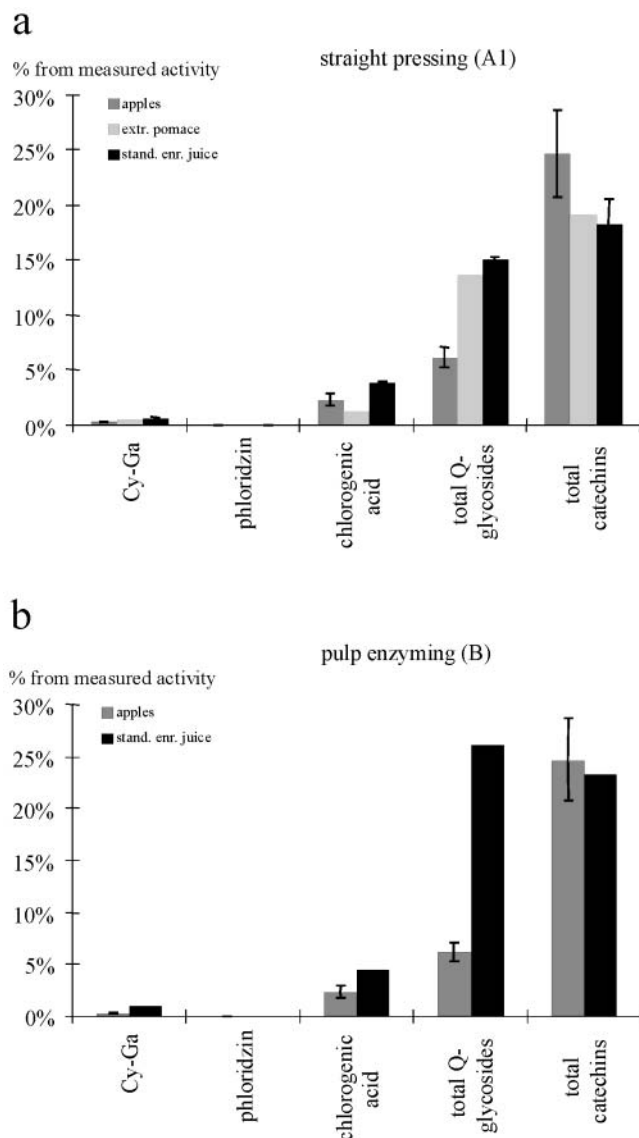 a
straight pressing (A1)
% from measured activity
apples
extr. pomace
stand. enr. juice
30%
25%
20%
15%
10%
5%
0%
Cy-Ga
phloridzin
chlorogenic
acid
total Q-
glycosides
total
catechins
b
pulp enzyming (B)
% from measured activity
apples
stand. enr. juice
30%
25%
20%
15%
10%
5%
0%
Cy-Ga
phloridzin
chlorogenic
acid
total Q-
glycosides
total
catechins